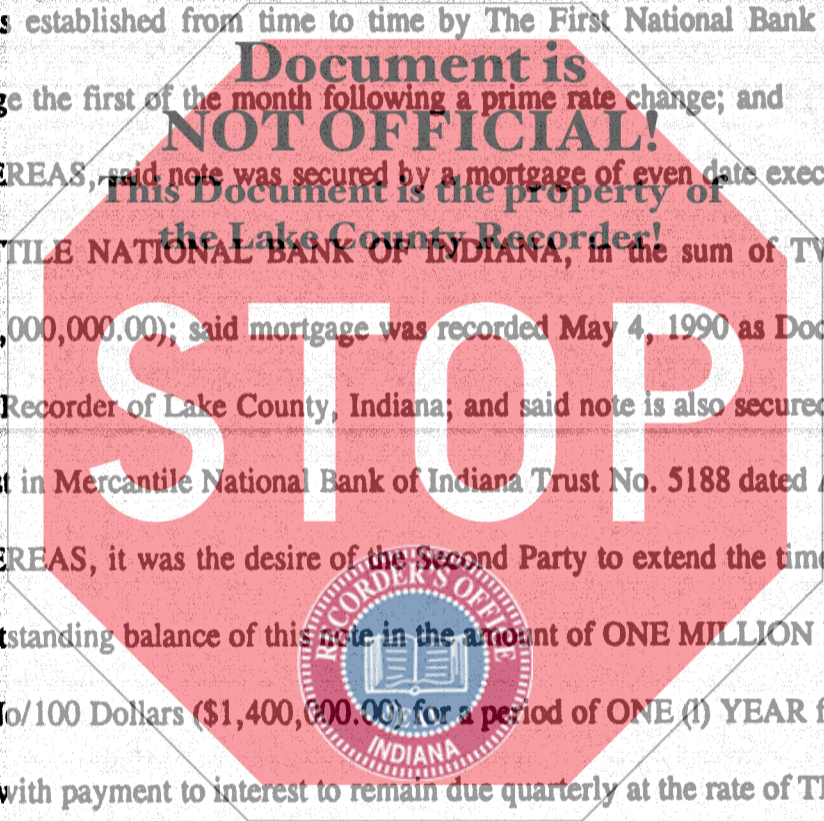 s established from time to time by The First National Bank
Document is
ge the first of the month following a prime rate change; and
NOT OFFICIAL!
EREAS, said note was secured by a mortgage of even date exec
This Document is the property of
the Lake County Recorder!
TILE NATIONAL BANK OF INDIANA, in the sum of TW
,000,000.00); said mortgage was recorded May 4, 1990 as Doc
STOP
Recorder of Lake County, Indiana; and said note is also secured
t in Mercantile National Bank of Indiana Trust No. 5188 dated A
EREAS, it was the desire of the Second Party to extend the time
RECORDER'S OFFICE
tstanding balance of this note in the amount of ONE MILLION
No/100 Dollars ($1,400,000.00) for a period of ONE (1) YEAR f
INDIANA
with payment to interest to remain due quarterly at the rate of TH